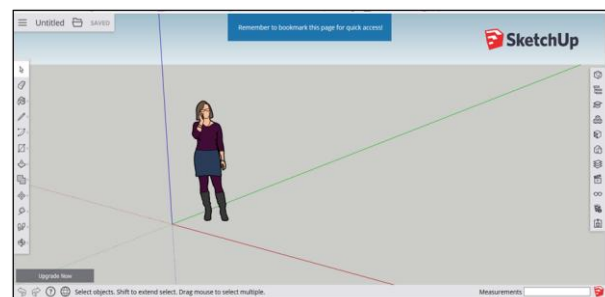 Untitled SAVED
Remember to bookmark this page for quick access!
SketchUp
Upgrade Now
Select objects. Shift to extend select. Drag mouse to select multiple.
Measurements